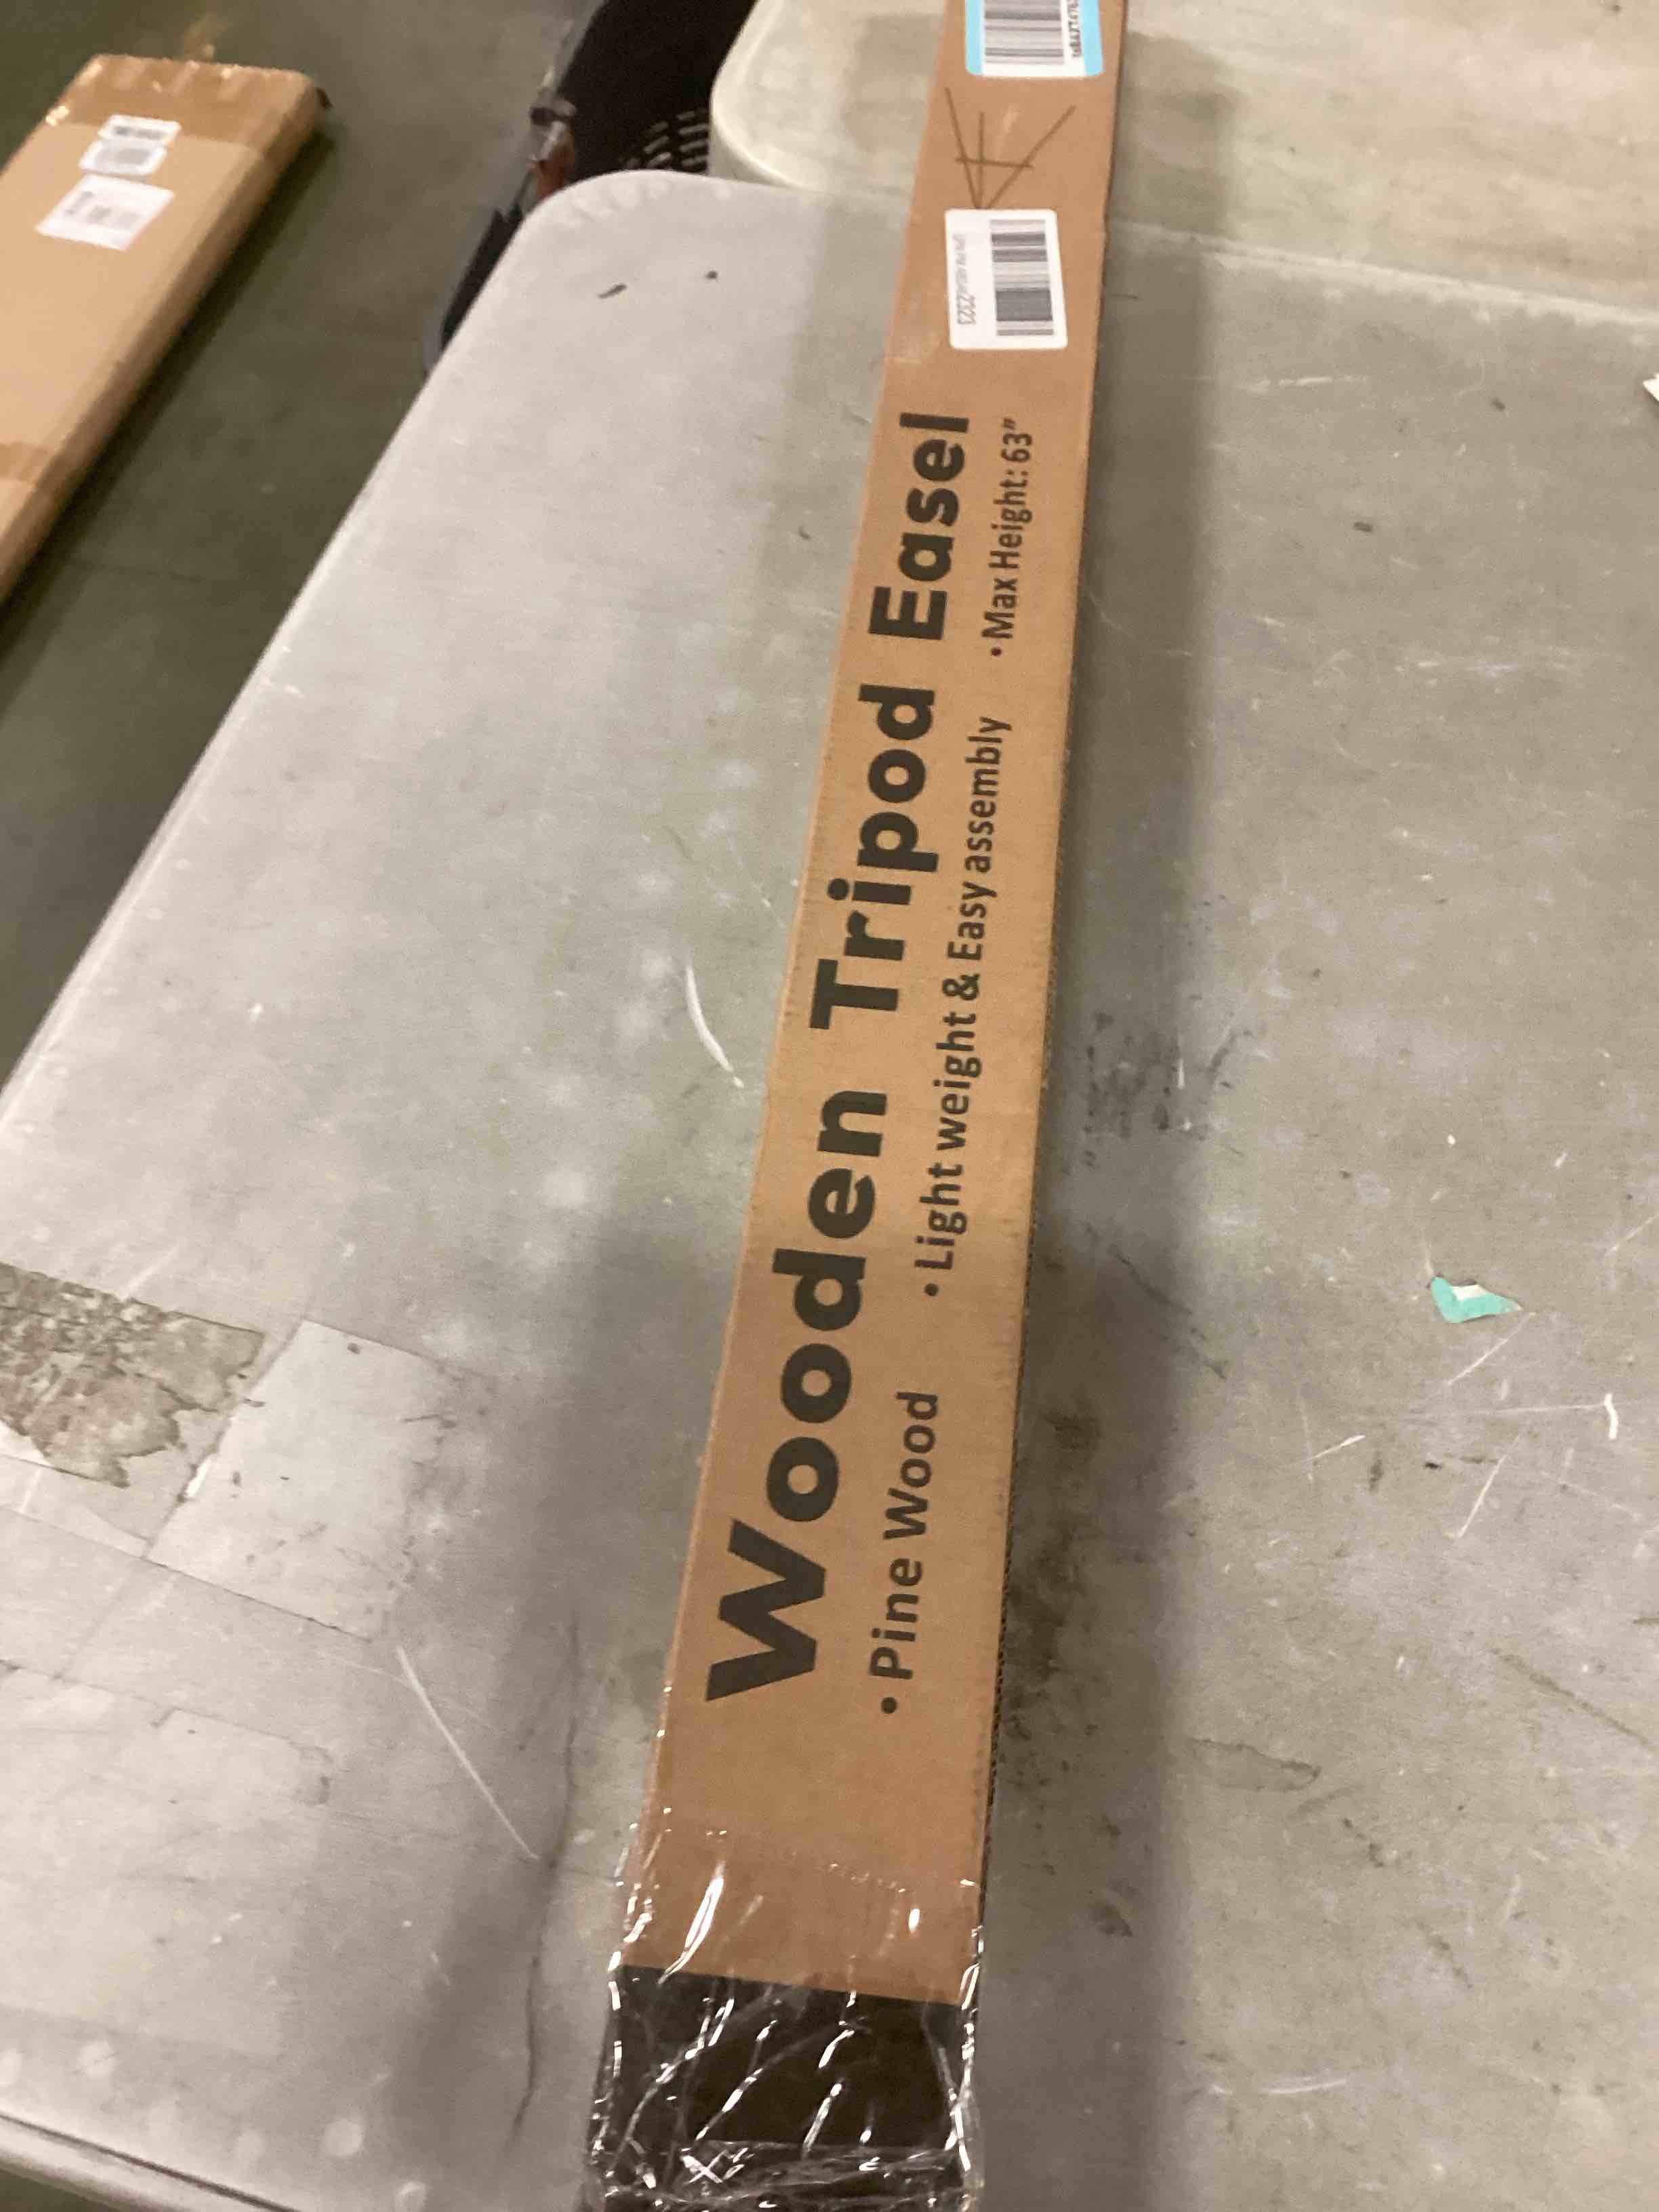 Wooden Tripod Easel
• Pine Wood • Light weight & Easy assembly • Max Height: 63"